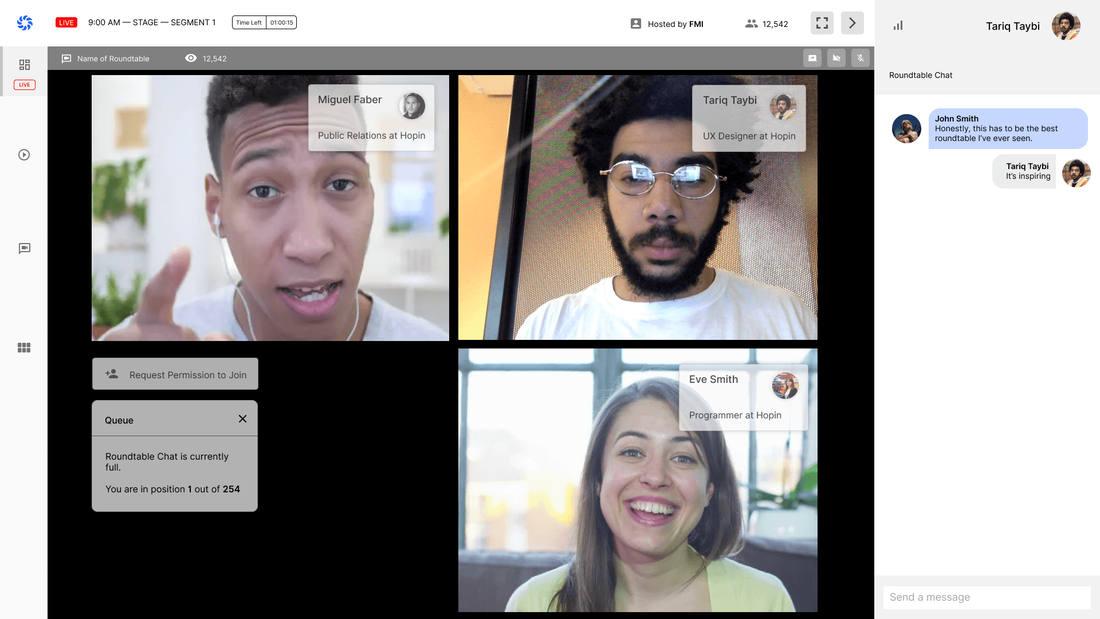 LIVE
9:00 AM — STAGE — SEGMENT 1
Time Left 01:00:15
Hosted by FMI
12,542
Tariq Taybi
Name of Roundtable
12,542
LIVE
Roundtable Chat
Miguel Faber
Public Relations at Hopin
Tariq Taybi
UX Designer at Hopin
John Smith
Honestly, this has to be the best
roundtable I've ever seen.
Tariq Taybi
It's inspiring
Request Permission to Join
Queue
Roundtable Chat is currently
full.
You are in position 1 out of 254
Eve Smith
Programmer at Hopin
Send a message